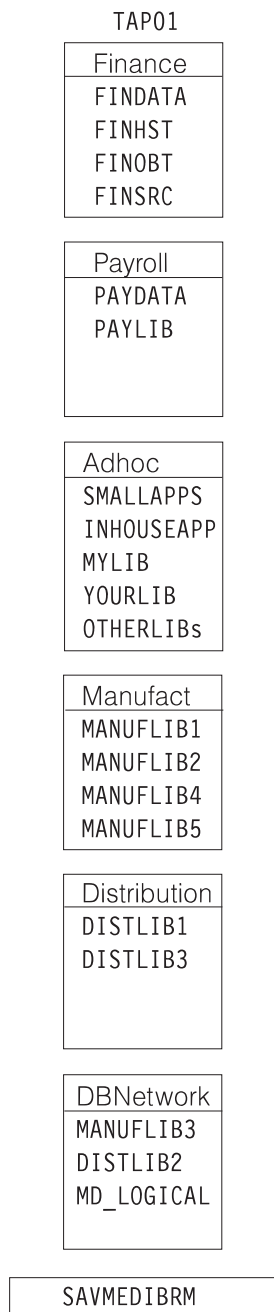 TAP01
Finance
FINDATA
FINHST
FINOBT
FINSRC
Payroll
PAYDATA
PAYLIB
Adhoc
SMALLAPPS
INHOUSEAPP
MYLIB
YOURLIB
OTHERLIBs
Manufact
MANUFLIB1
MANUFLIB2
MANUFLIB4
MANUFLIB5
Distribution
DISTLIB1
DISTLIB3
DBNetwork
MANUFLIB3
DISTLIB2
MD_LOGICAL
SAVMEDIBRM